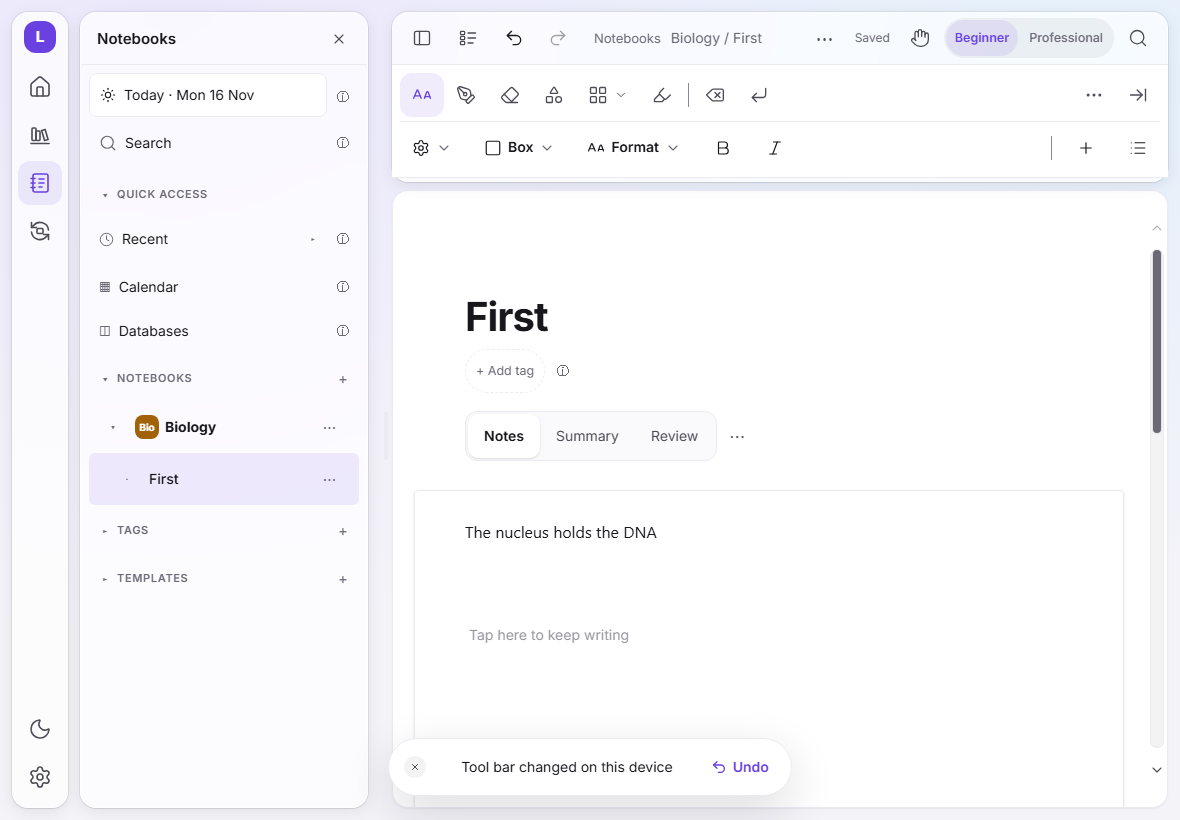 L
Notebooks
Today · Mon 16 Nov
Search
QUICK ACCESS
Recent
Calendar
Databases
NOTEBOOKS
Bio Biology
First
TAGS
TEMPLATES
Notebooks Biology / First
Saved
Beginner Professional
AA
Box
AA Format
B I
First
+ Add tag
Notes Summary Review
The nucleus holds the DNA
Tap here to keep writing
Tool bar changed on this device
Undo